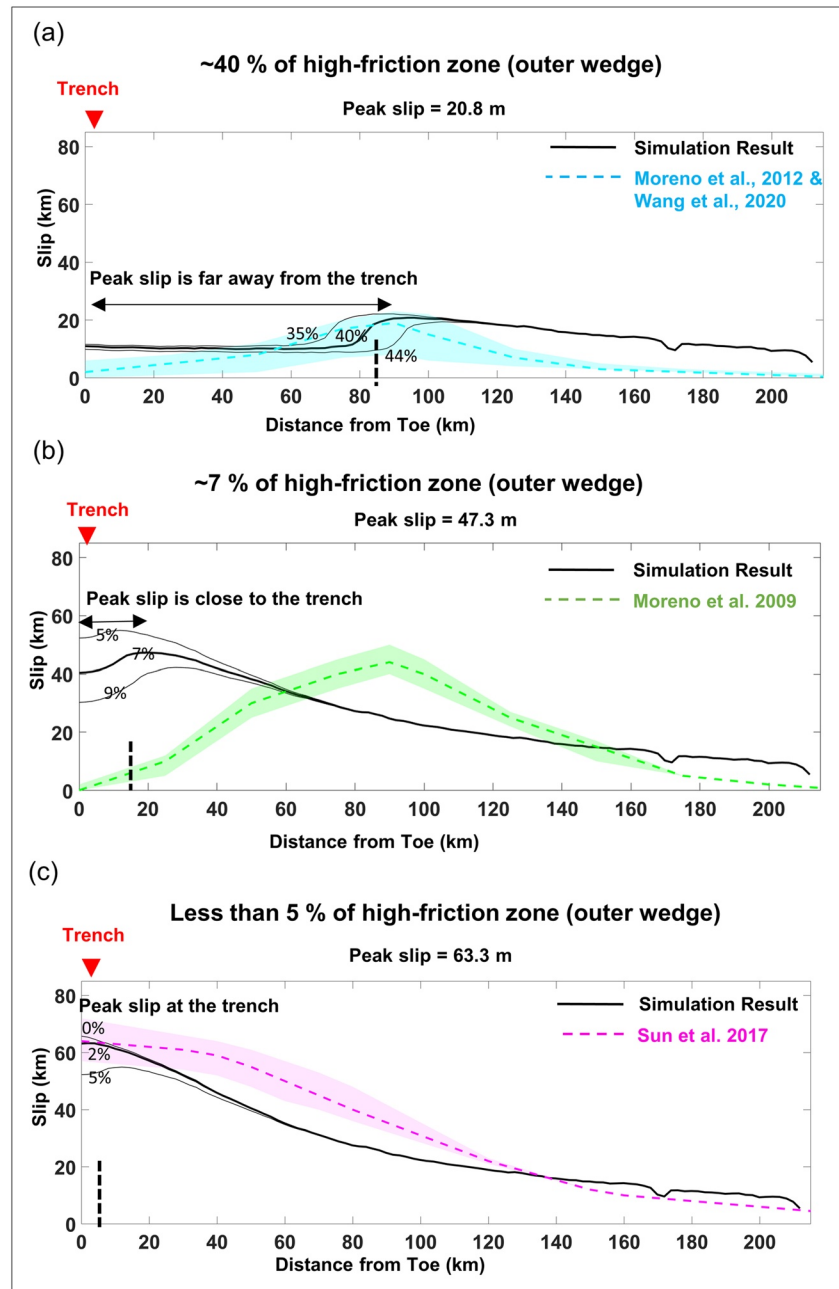 (a)
~40 % of high-friction zone (outer wedge)
Trench
Peak slip = 20.8 m
80
60
40
20
0
Slip (km)
Simulation Result
Moreno et al., 2012 &
Wang et al., 2020
Peak slip is far away from the trench
35%
40%
44%
0 20 40 60 80 100 120 140 160 180 200
Distance from Toe (km)
(b)
~7 % of high-friction zone (outer wedge)
Trench
Peak slip = 47.3 m
80
60
40
20
0
Slip (km)
Simulation Result
Moreno et al. 2009
Peak slip is close to the trench
5%
7%
9%
0 20 40 60 80 100 120 140 160 180 200
Distance from Toe (km)
(c)
Less than 5 % of high-friction zone (outer wedge)
Trench
Peak slip = 63.3 m
80
60
40
20
0
Slip (km)
Peak slip at the trench
Simulation Result
Sun et al. 2017
0%
2%
5%
0 20 40 60 80 100 120 140 160 180 200
Distance from Toe (km)